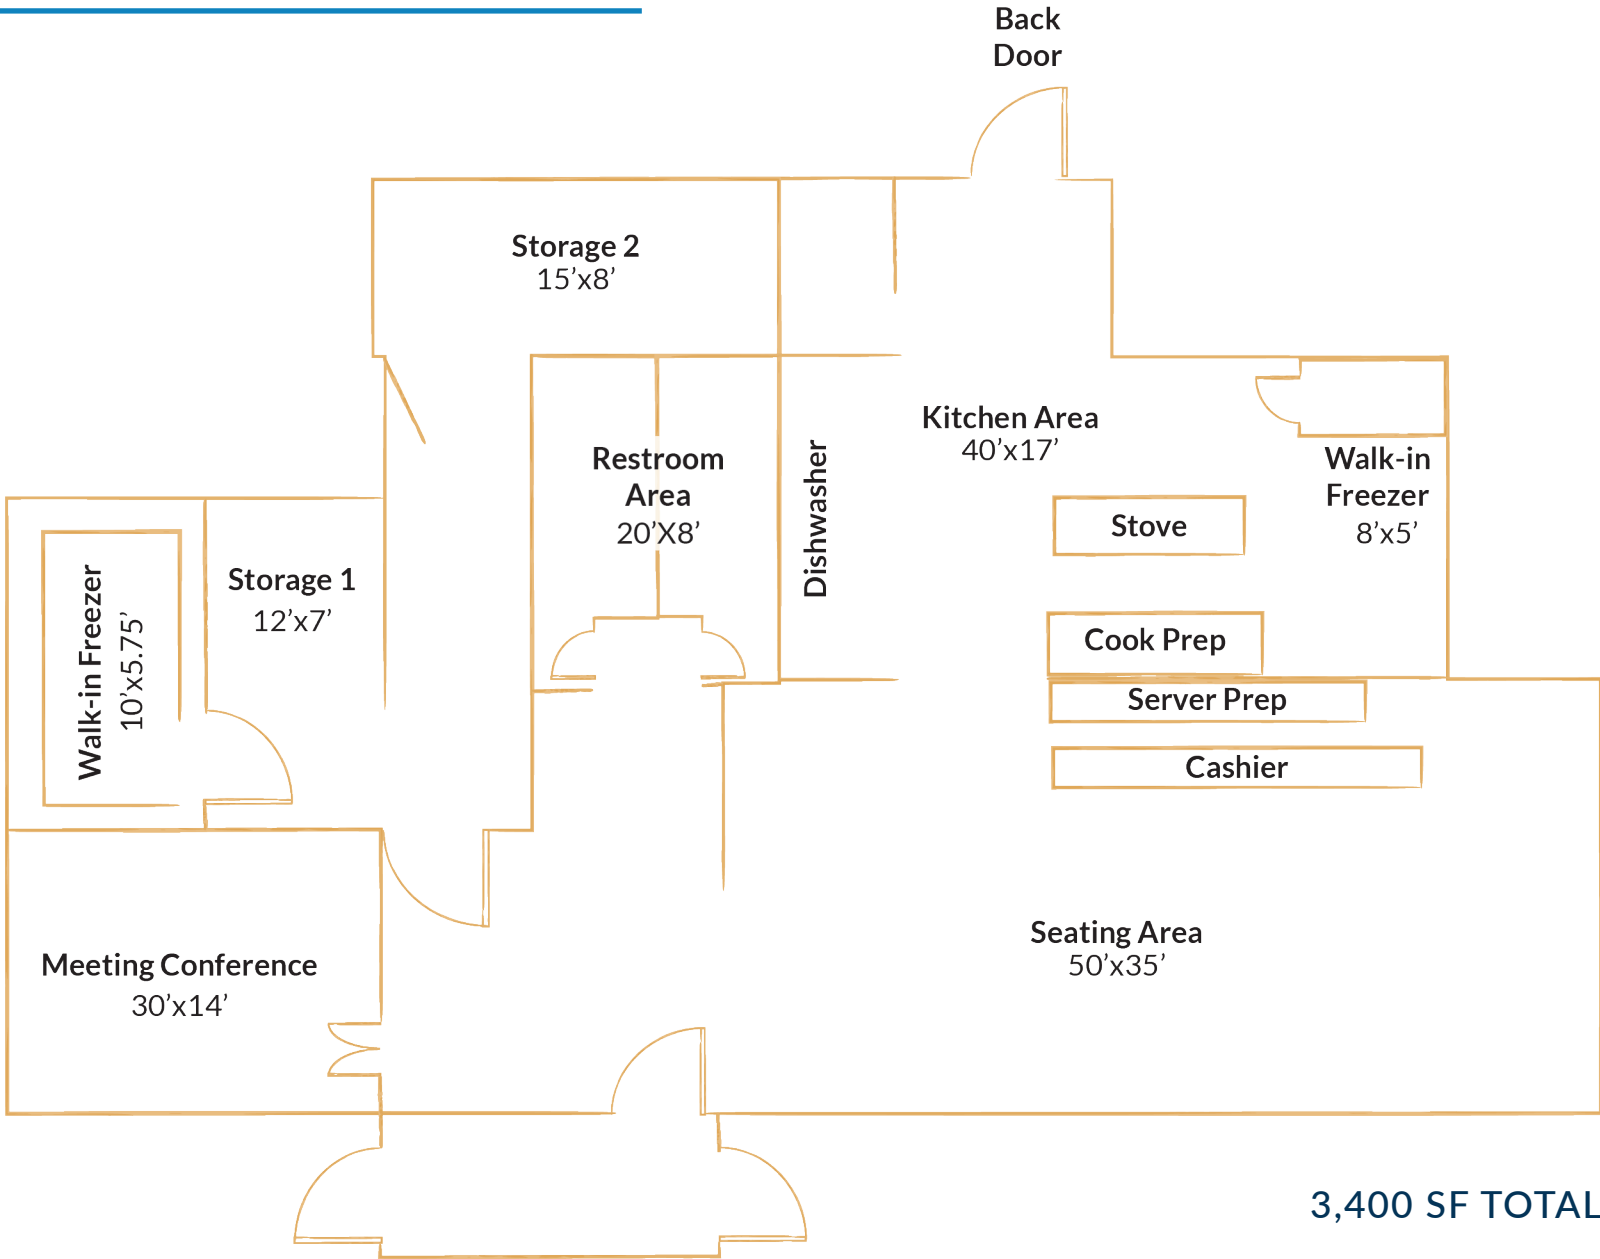 Back
Door
Storage 2
15’x8’
Kitchen Area
40’x17’
Restroom
Area
20’X8’
Dishwasher
Walk-in
Freezer
8’x5’
Stove
Storage 1
12’x7’
Walk-in Freezer
10’x5.75’
Cook Prep
Server Prep
Cashier
Seating Area
50’x35’
Meeting Conference
30’x14’
3,400 SF TOTAL